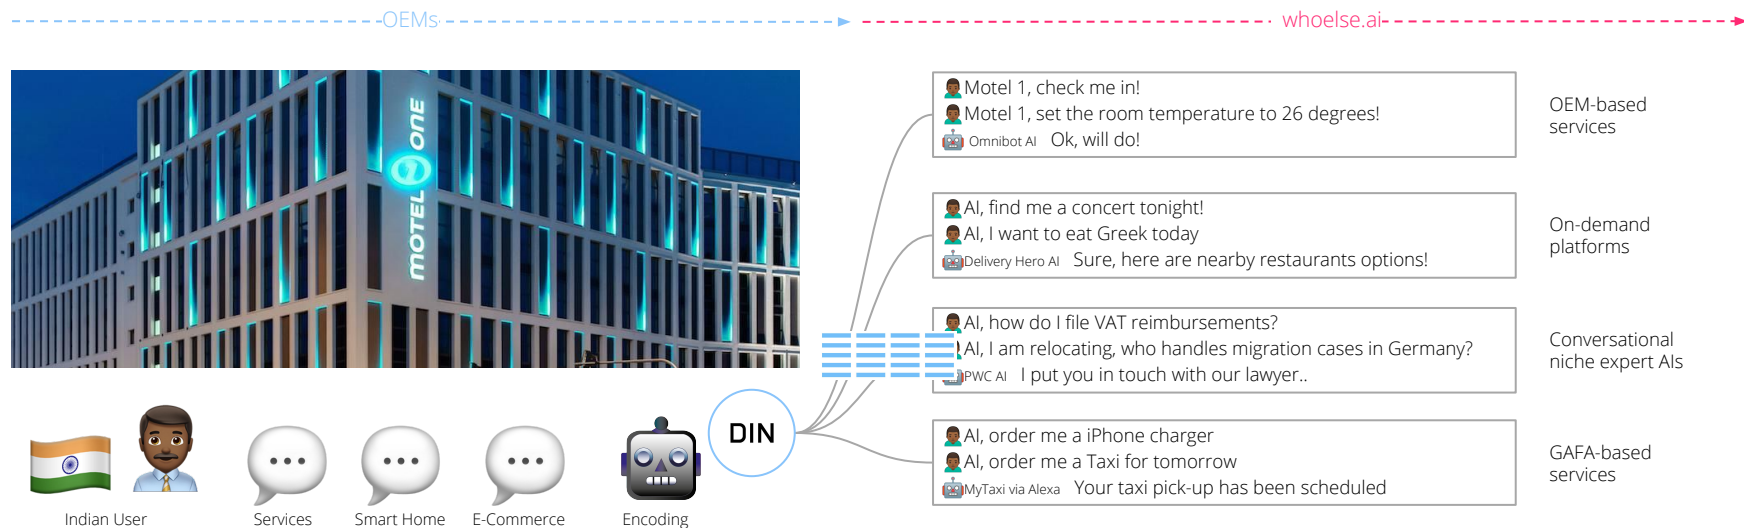 OEMs
whoelse.ai
MOTEL ONE
Motel 1, check me in!
Motel 1, set the room temperature to 26 degrees!
Omnibot AI Ok, will do!
OEM-based
services
AI, find me a concert tonight!
AI, I want to eat Greek today
Delivery Hero AI Sure, here are nearby restaurants options!
On-demand
platforms
AI, how do I file VAT reimbursements?
AI, I am relocating, who handles migration cases in Germany?
PWC AI I put you in touch with our lawyer..
Conversational
niche expert AIs
DIN
AI, order me a iPhone charger
AI, order me a Taxi for tomorrow
MyTaxi via Alexa Your taxi pick-up has been scheduled
GAFA-based
services
Indian User
Services
Smart Home
E-Commerce
Encoding